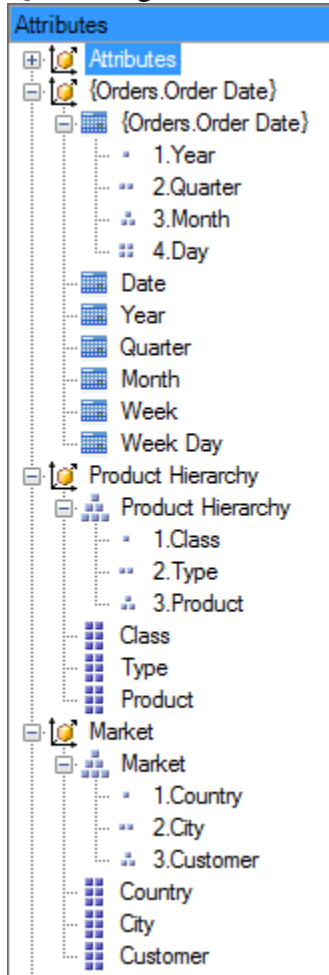 Attributes
Attributes
{Orders.Order Date}
{Orders.Order Date}
1.Year
2.Quarter
3.Month
4.Day
Date
Year
Quarter
Month
Week
Week Day
Product Hierarchy
Product Hierarchy
1.Class
2.Type
3.Product
Class
Type
Product
Market
Market
1.Country
2.City
3.Customer
Country
City
Customer